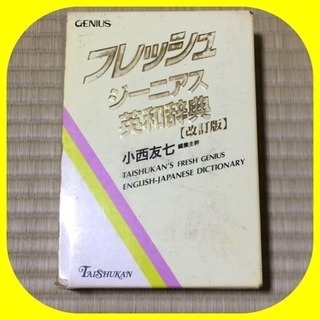 GENIUS
フレッシュ
ジーニアス
英和辞典
【改訂版】
小西友七 編集主幹
TAISHUKAN'S FRESH GENIUS
ENGLISH-JAPANESE DICTIONARY
TAISHUKAN